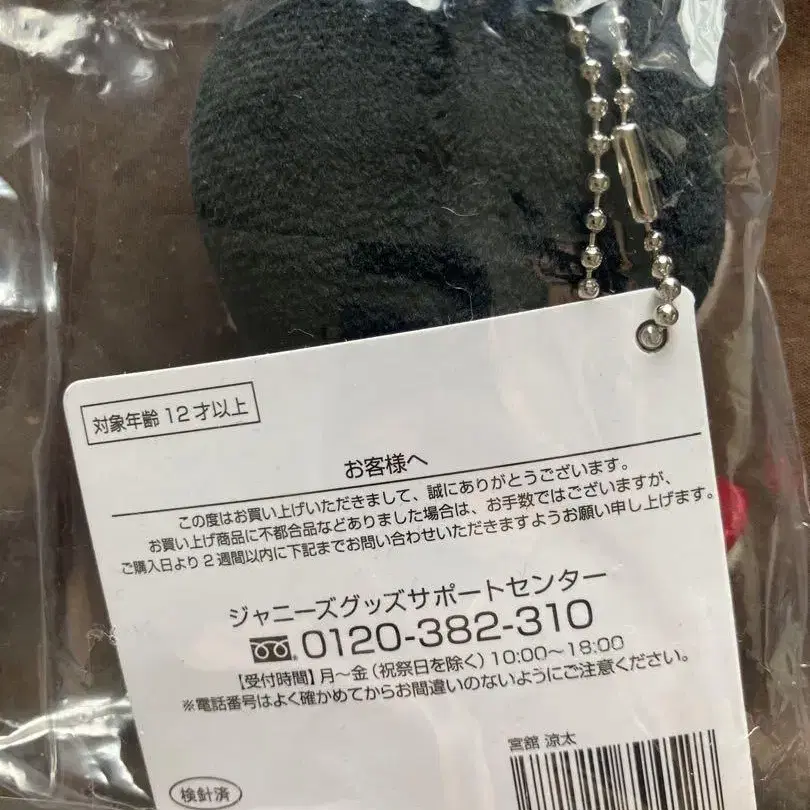 対象年齢12才以上
お客様へ
この度はお買い上げいただきまして、誠にありがとうございます。
お買い上げ商品に不都合品などありました場合は、お手数ではございますが、
ご購入日より2週間以内に下記までお問い合わせいただきますようお願い申し上げます。
ジャニーズグッズサポートセンター
0120-382-310
【受付時間】月〜金(祝祭日を除く)10:00〜18:00
※電話番号はよく確かめてからお間違いのないようにご注意ください。
宮舘 涼太
検針済